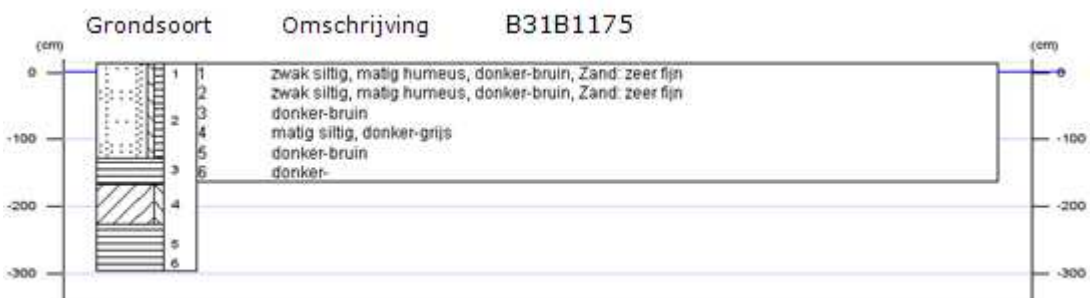 Grondsoort Omschrijving B31B1175
(cm) (cm)
0 1 1 zwak siltig, matig humeus, donker-bruin, Zand: zeer fijn 0
2 zwak siltig, matig humeus, donker-bruin, Zand: zeer fijn
2 3 donker-bruin
-100 4 matig siltig, donker-grijs -100
5 donker-bruin
3 6 donker-
-200 4 -200
5
6
-300 -300